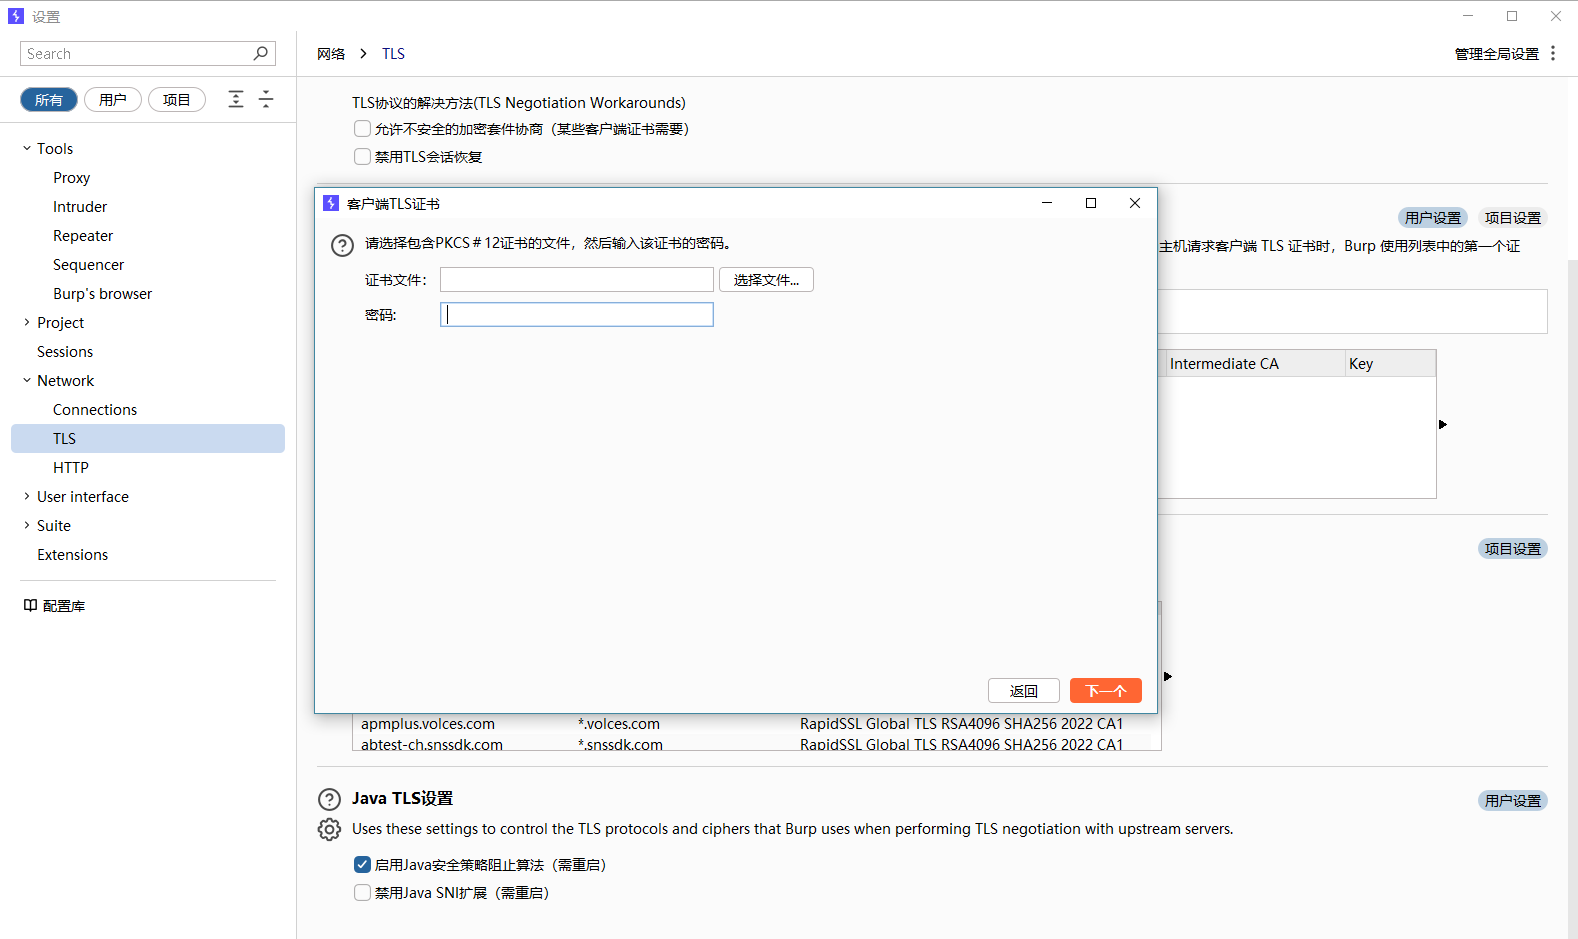 设置
Search
网络 > TLS
管理全局设置
所有 用户 项目
Tools
Proxy
Intruder
Repeater
Sequencer
Burp's browser
Project
Sessions
Network
Connections
TLS
HTTP
User interface
Suite
Extensions
配置库
TLS协议的解决方法(TLS Negotiation Workarounds)
允许不安全的加密套件协商（某些客户端证书需要）
禁用TLS会话恢复
用户设置 项目设置
主机请求客户端 TLS 证书时，Burp 使用列表中的第一个证
Intermediate CA Key
客户端TLS证书
请选择包含PKCS＃12证书的文件，然后输入该证书的密码。
证书文件： 选择文件...
密码:
返回 下一个
项目设置
apmplus.volces.com *.volces.com RapidSSL Global TLS RSA4096 SHA256 2022 CA1
abtest-ch.snssdk.com *.snssdk.com RapidSSL Global TLS RSA4096 SHA256 2022 CA1
Java TLS设置
用户设置
Uses these settings to control the TLS protocols and ciphers that Burp uses when performing TLS negotiation with upstream servers.
启用Java安全策略阻止算法（需重启）
禁用Java SNI扩展（需重启）